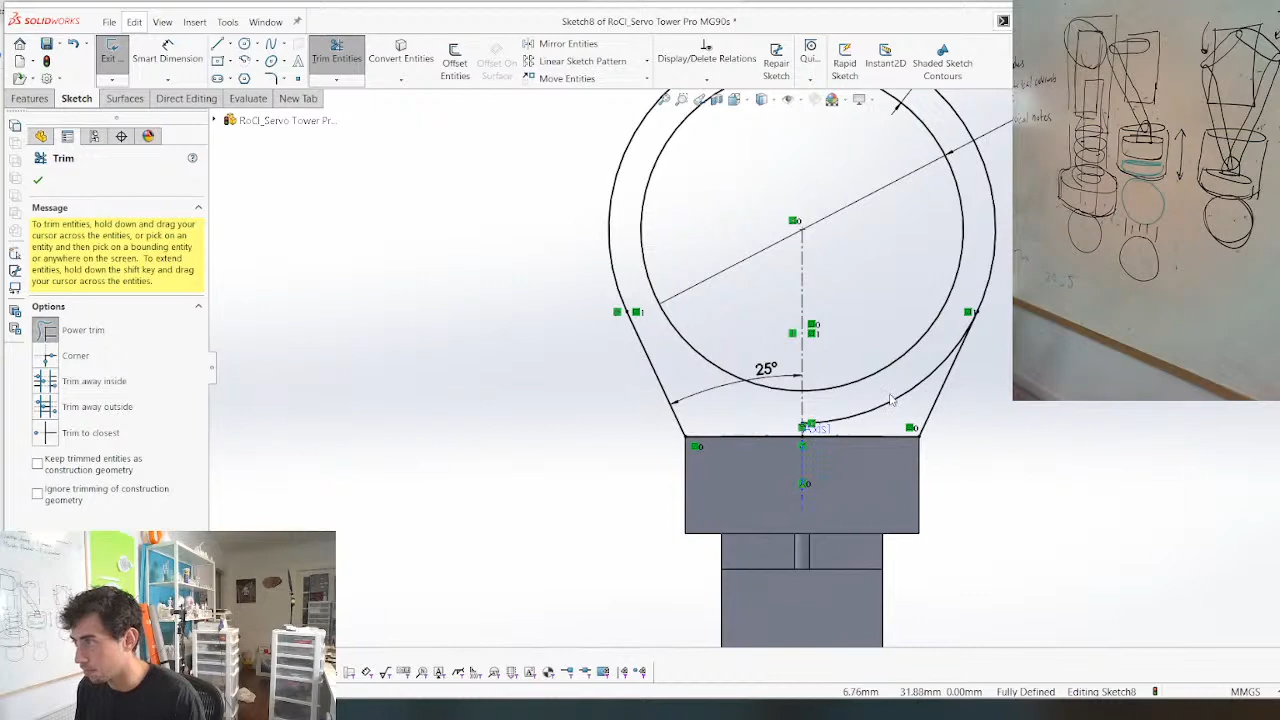 SOLIDWORKS
File Edit View Insert Tools Window
Sketch8 of RoCI_Servo Tower Pro MG90s *
Exit ...
Smart Dimension
Trim Entities
Convert Entities
Offset Entities
Offset On Surface
Mirror Entities
Linear Sketch Pattern
Move Entities
Display/Delete Relations
Repair Sketch
Qui ...
Rapid Sketch
Instant2D
Shaded Sketch Contours
Features Sketch Surfaces Direct Editing Evaluate New Tab
RoCI_Servo Tower Pr...
Trim
Message
To trim entities, hold down and drag your
cursor across the entities, or pick on an
entity and then pick on a bounding entity
or anywhere on the screen. To extend
entities, hold down the shift key and drag
your cursor across the entities.
Options
Power trim
Corner
Trim away inside
Trim away outside
Trim to closest
Keep trimmed entities as
construction geometry
Ignore trimming of construction
geometry
25°
Axis1
6.76mm 31.88mm 0.00mm Fully Defined Editing Sketch8 MMGS